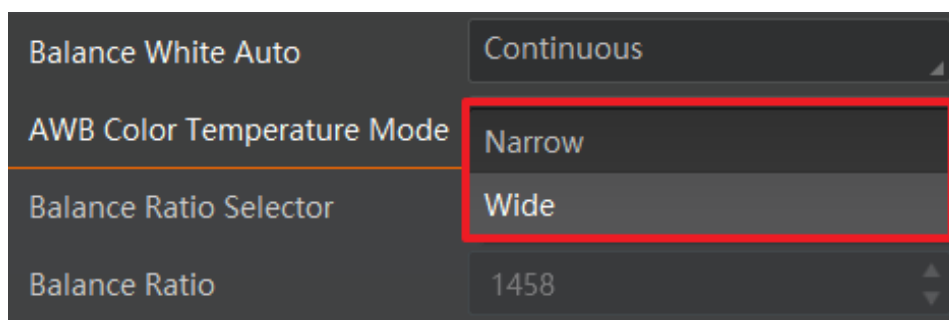 Balance White Auto Continuous
AWB Color Temperature Mode Narrow
Balance Ratio Selector Wide
Balance Ratio 1458